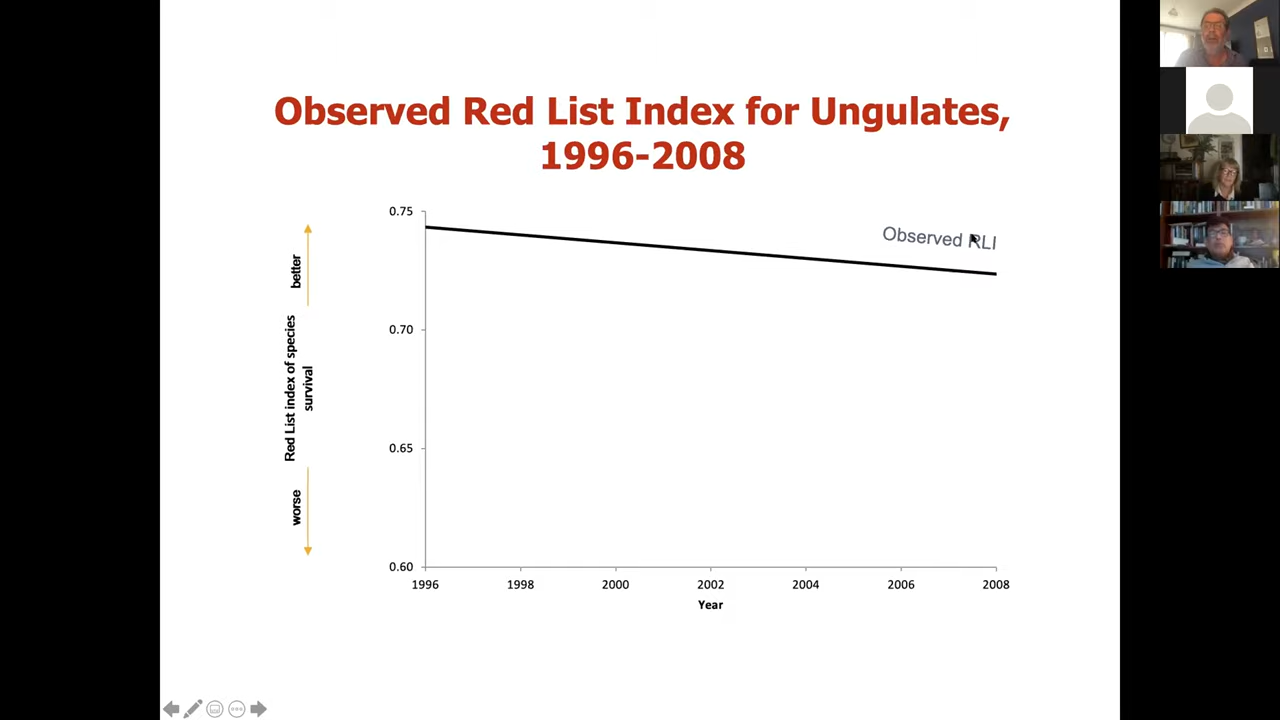 Observed Red List Index for Ungulates,
1996-2008
better
Red List index of species
survival
worse
0.75
0.70
0.65
0.60
Observed RLI
1996 1998 2000 2002 2004 2006 2008
Year